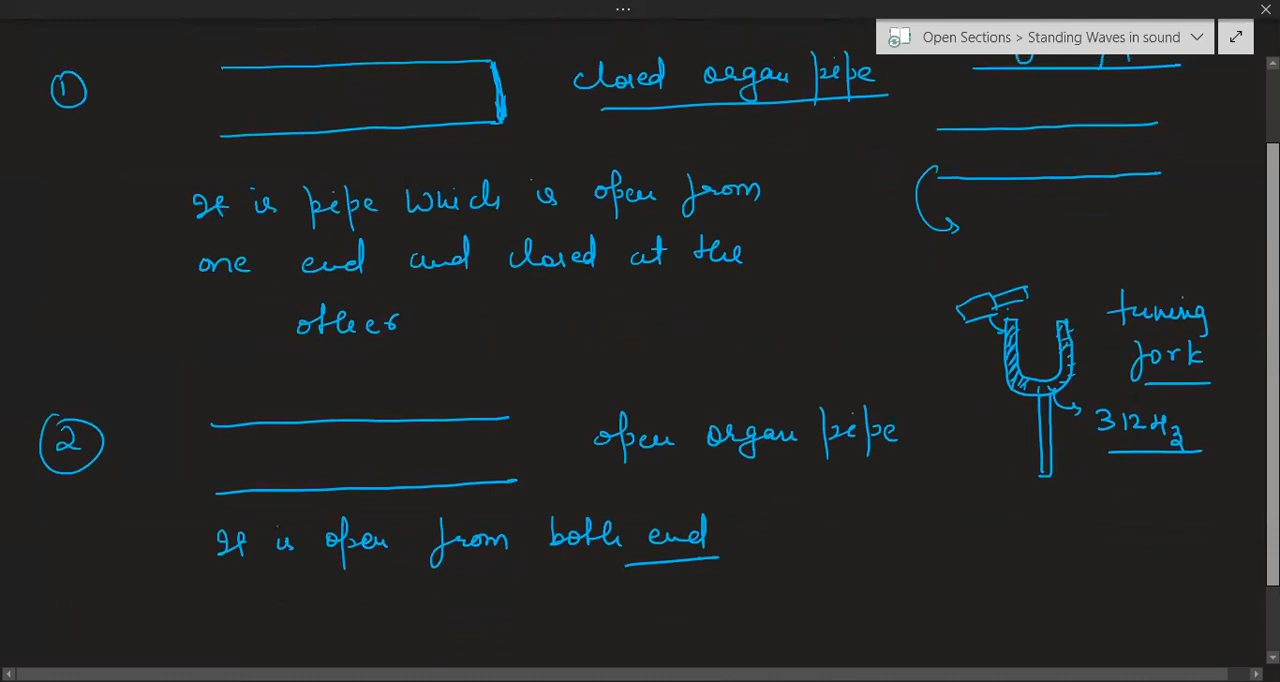 Open Sections > Standing Waves in sound
① closed organ pipe
It is pipe which is open from
one end and closed at the
other
tuning
fork
312Hz
② open organ pipe
It is open from both end